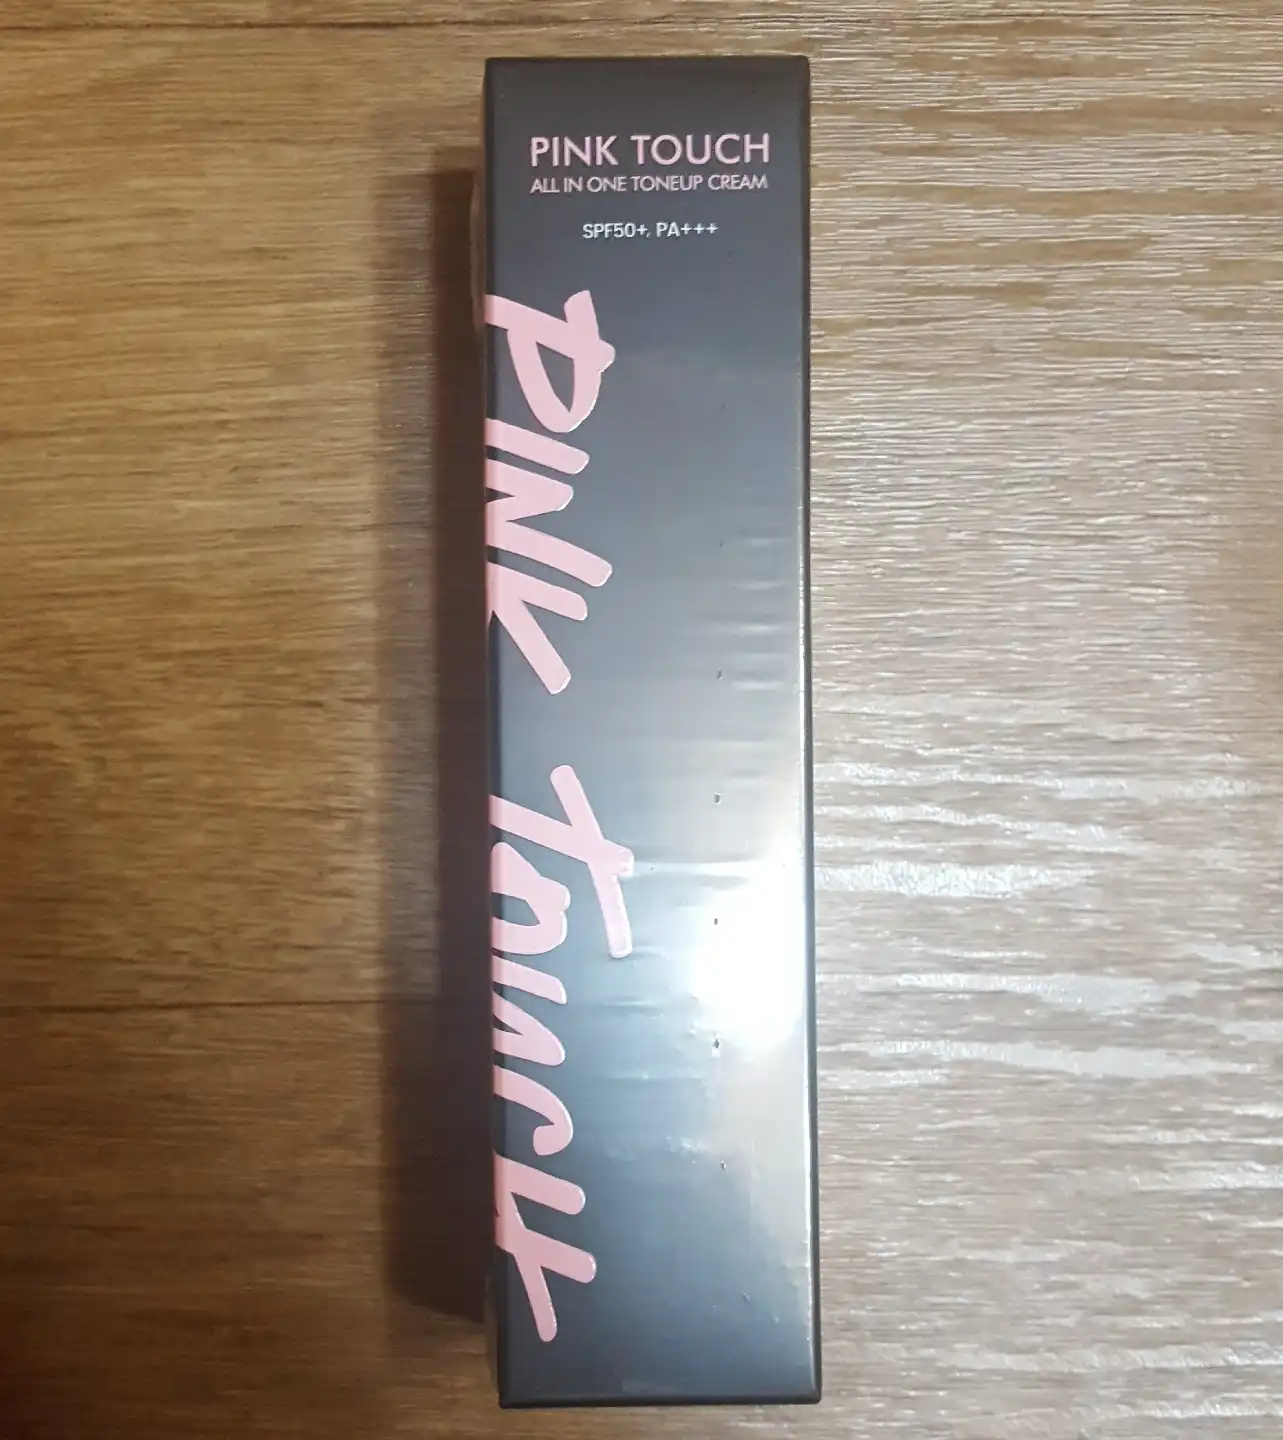 PINK TOUCH
ALL IN ONE TONEUP CREAM
SPF50+, PA+++
PINK TOUCH